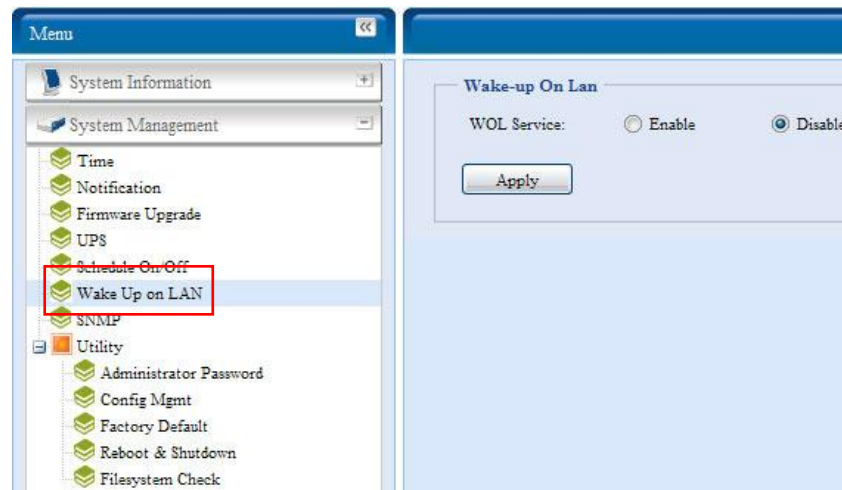 Menu
System Information
System Management
Time
Notification
Firmware Upgrade
UPS
Schedule On/Off
Wake Up on LAN
SNMP
Utility
Administrator Password
Config Mgmt
Factory Default
Reboot & Shutdown
Filesystem Check
Wake-up On Lan
WOL Service: Enable Disable
Apply